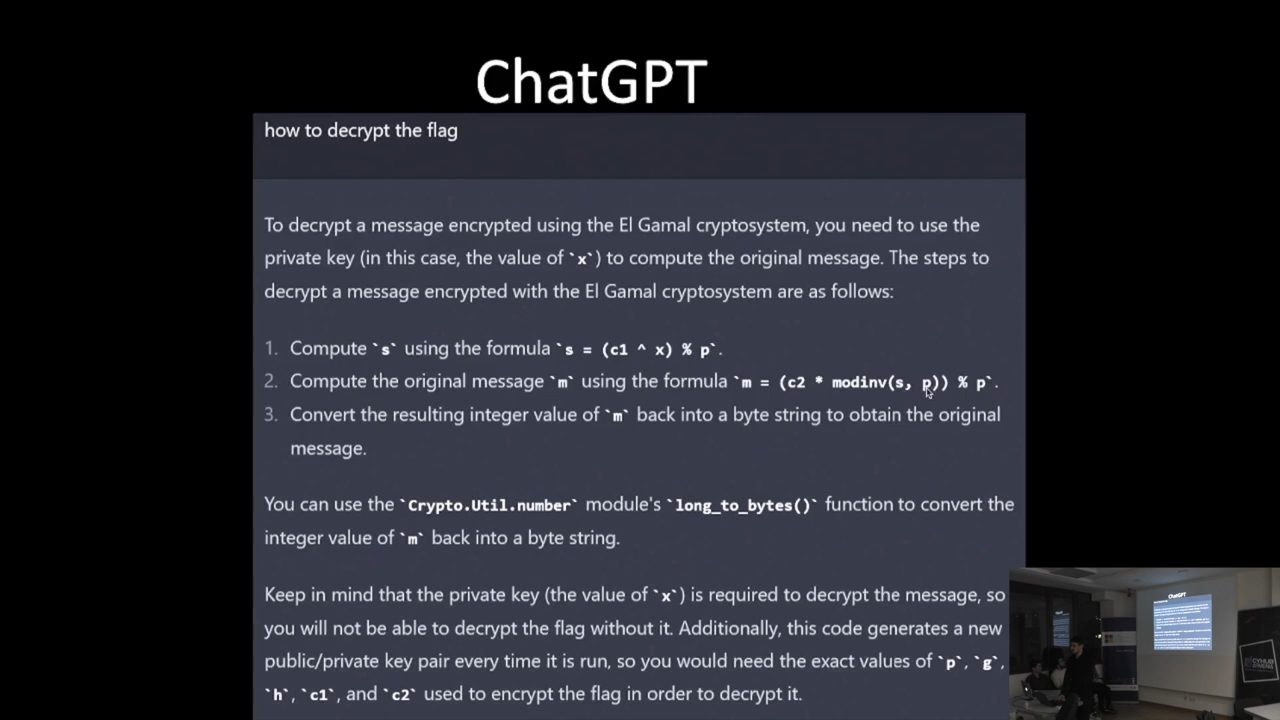 ChatGPT
how to decrypt the flag
To decrypt a message encrypted using the El Gamal cryptosystem, you need to use the
private key (in this case, the value of `x`) to compute the original message. The steps to
decrypt a message encrypted with the El Gamal cryptosystem are as follows:
1. Compute `s` using the formula `s = (c1 ^ x) % p`.
2. Compute the original message `m` using the formula `m = (c2 * modinv(s, p)) % p`.
3. Convert the resulting integer value of `m` back into a byte string to obtain the original
message.
You can use the `Crypto.Util.number` module's `long_to_bytes()` function to convert the
integer value of `m` back into a byte string.
Keep in mind that the private key (the value of `x`) is required to decrypt the message, so
you will not be able to decrypt the flag without it. Additionally, this code generates a new
public/private key pair every time it is run, so you would need the exact values of `p`, `g`,
`h`, `c1`, and `c2` used to encrypt the flag in order to decrypt it.
ChatGPT